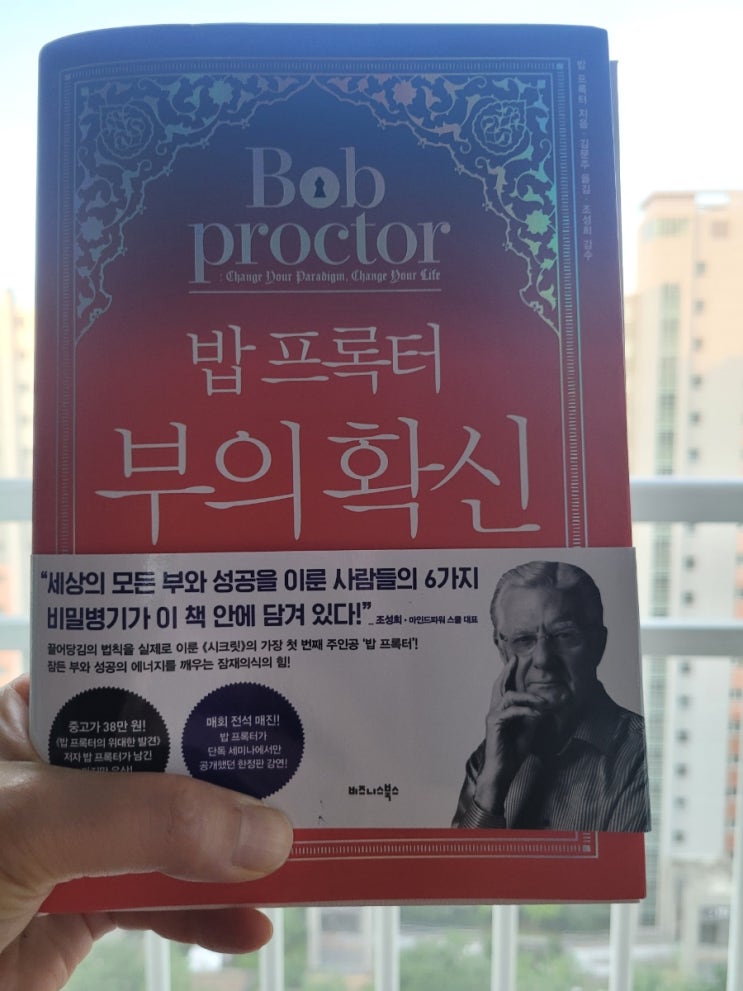 Bob
proctor
: Change Your Paradigm, Change Your Life
밥 프록터 지음 · 김문주 옮김 · 조성희 감수
밥 프록터
부의 확신
“세상의 모든 부와 성공을 이룬 사람들의 6가지
비밀병기가 이 책 안에 담겨 있다!” _ 조성희 · 마인드파워 스쿨 대표
끌어당김의 법칙을 실제로 이룬 《시크릿》의 가장 첫 번째 주인공 ‘밥 프록터’!
잠든 부와 성공의 에너지를 깨우는 잠재의식의 힘!
중고가 38만 원!
《밥 프록터의 위대한 발견》
저자 밥 프록터가 남긴
매회 전석 매진!
밥 프록터가
단독 세미나에서만
공개했던 한정판 강연!
비즈니스북스